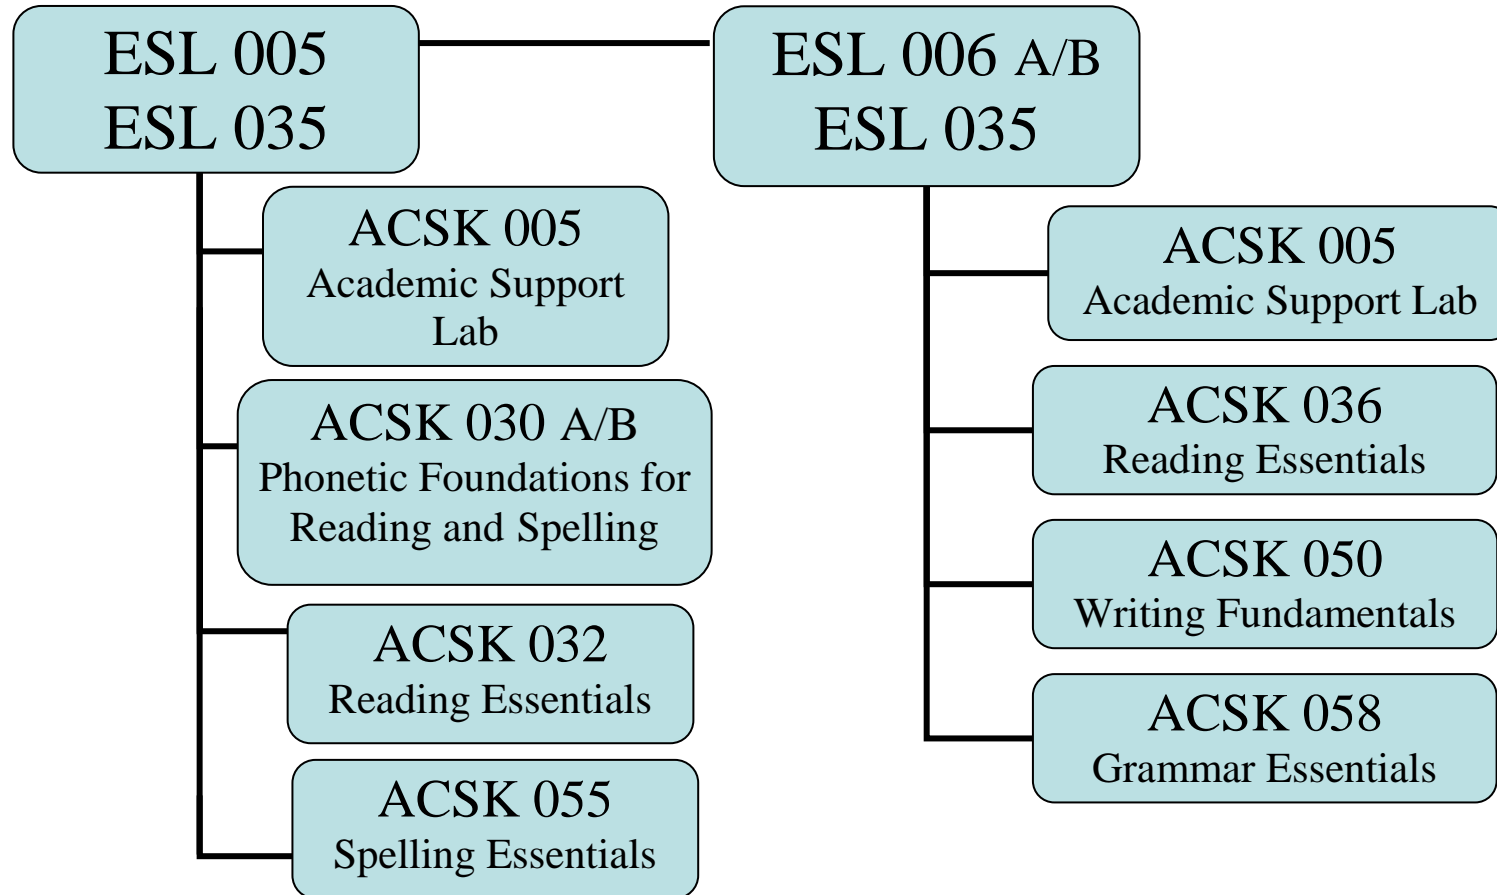 ESL 005
ESL 035
ACSK 005
Academic Support
Lab
ACSK 030 A/B
Phonetic Foundations for
Reading and Spelling
ACSK 032
Reading Essentials
ACSK 055
Spelling Essentials
ESL 006 A/B
ESL 035
ACSK 005
Academic Support Lab
ACSK 036
Reading Essentials
ACSK 050
Writing Fundamentals
ACSK 058
Grammar Essentials